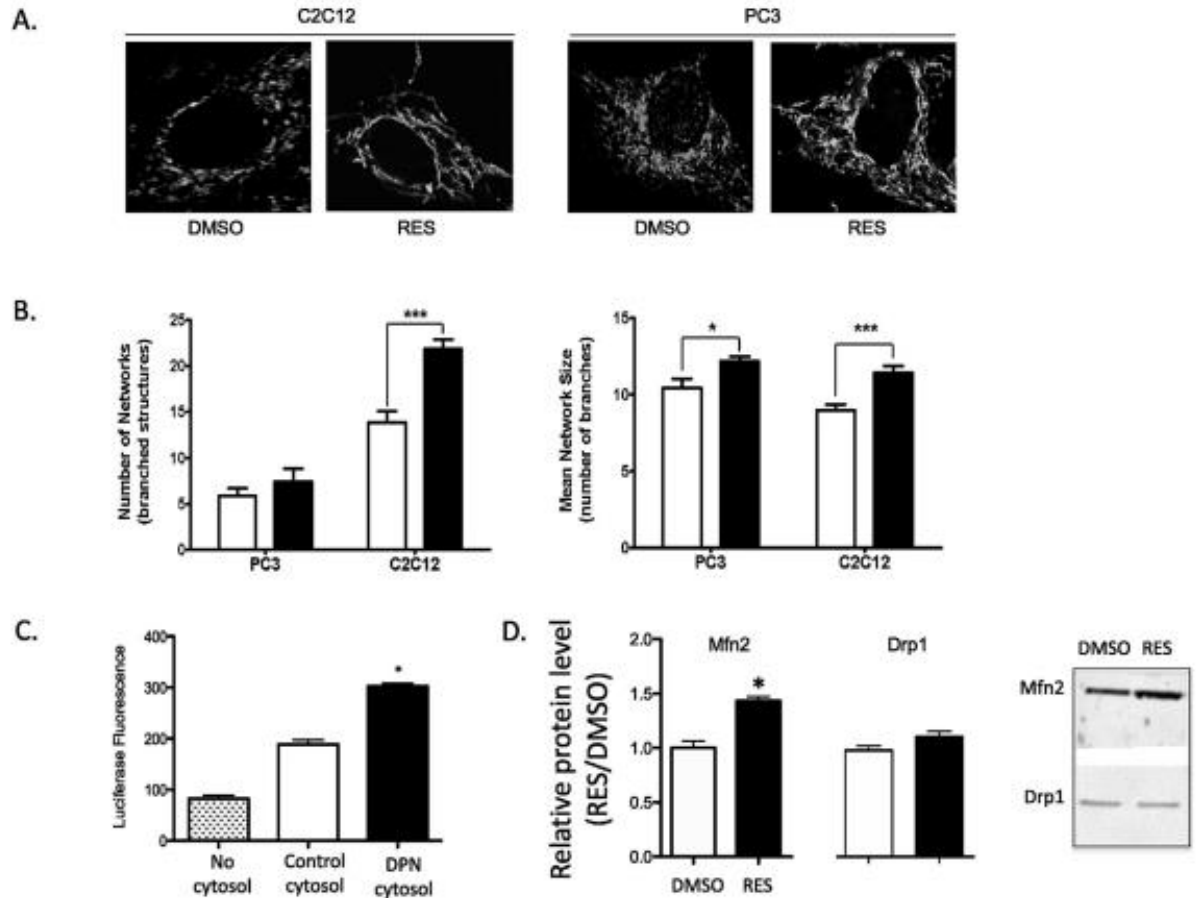 A.
C2C12
PC3
DMSO
RES
DMSO
RES
B.
Number of Networks
(branched structures)
25
20
15
10
5
0
***
PC3
C2C12
Mean Network Size
(number of branches)
15
10
5
0
*
***
PC3
C2C12
C.
Luciferase Fluorescence
400
300
200
100
0
*
No
cytosol
Control
cytosol
DPN
cytosol
D.
Relative protein level
(RES/DMSO)
2.0
1.5
1.0
0.5
0.0
Mfn2
*
DMSO
RES
Drp1
DMSO RES
Mfn2
Drp1